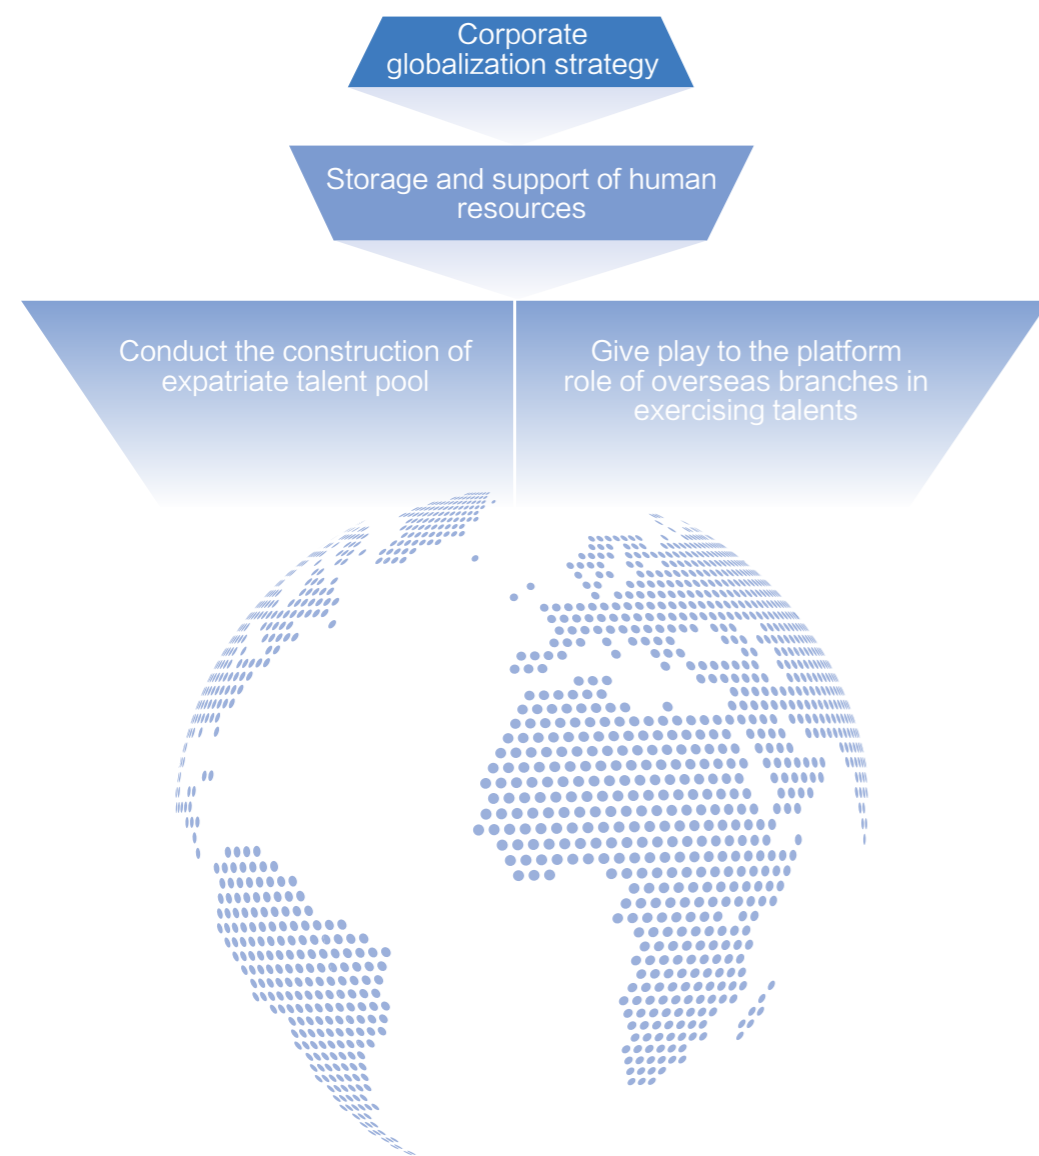 Corporate
globalization strategy
Storage and support of human
resources
Conduct the construction of
expatriate talent pool
Give play to the platform
role of overseas branches in
exercising talents